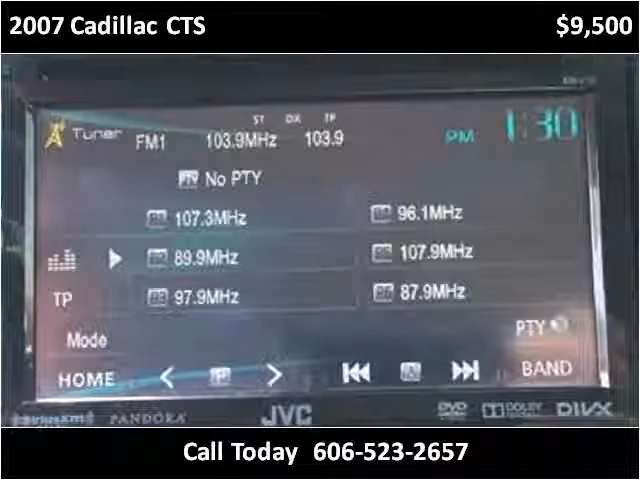 2007 Cadillac CTS $9,500
ST DX TP
Tuner FM1 103.9MHz 103.9 PM 1:30
PTY No PTY
107.3MHz 96.1MHz
89.9MHz 107.9MHz
TP 97.9MHz 87.9MHz
Mode PTY
HOME < > BAND
SiriusXM PANDORA JVC DVD DOLBY DIVX
Call Today 606-523-2657